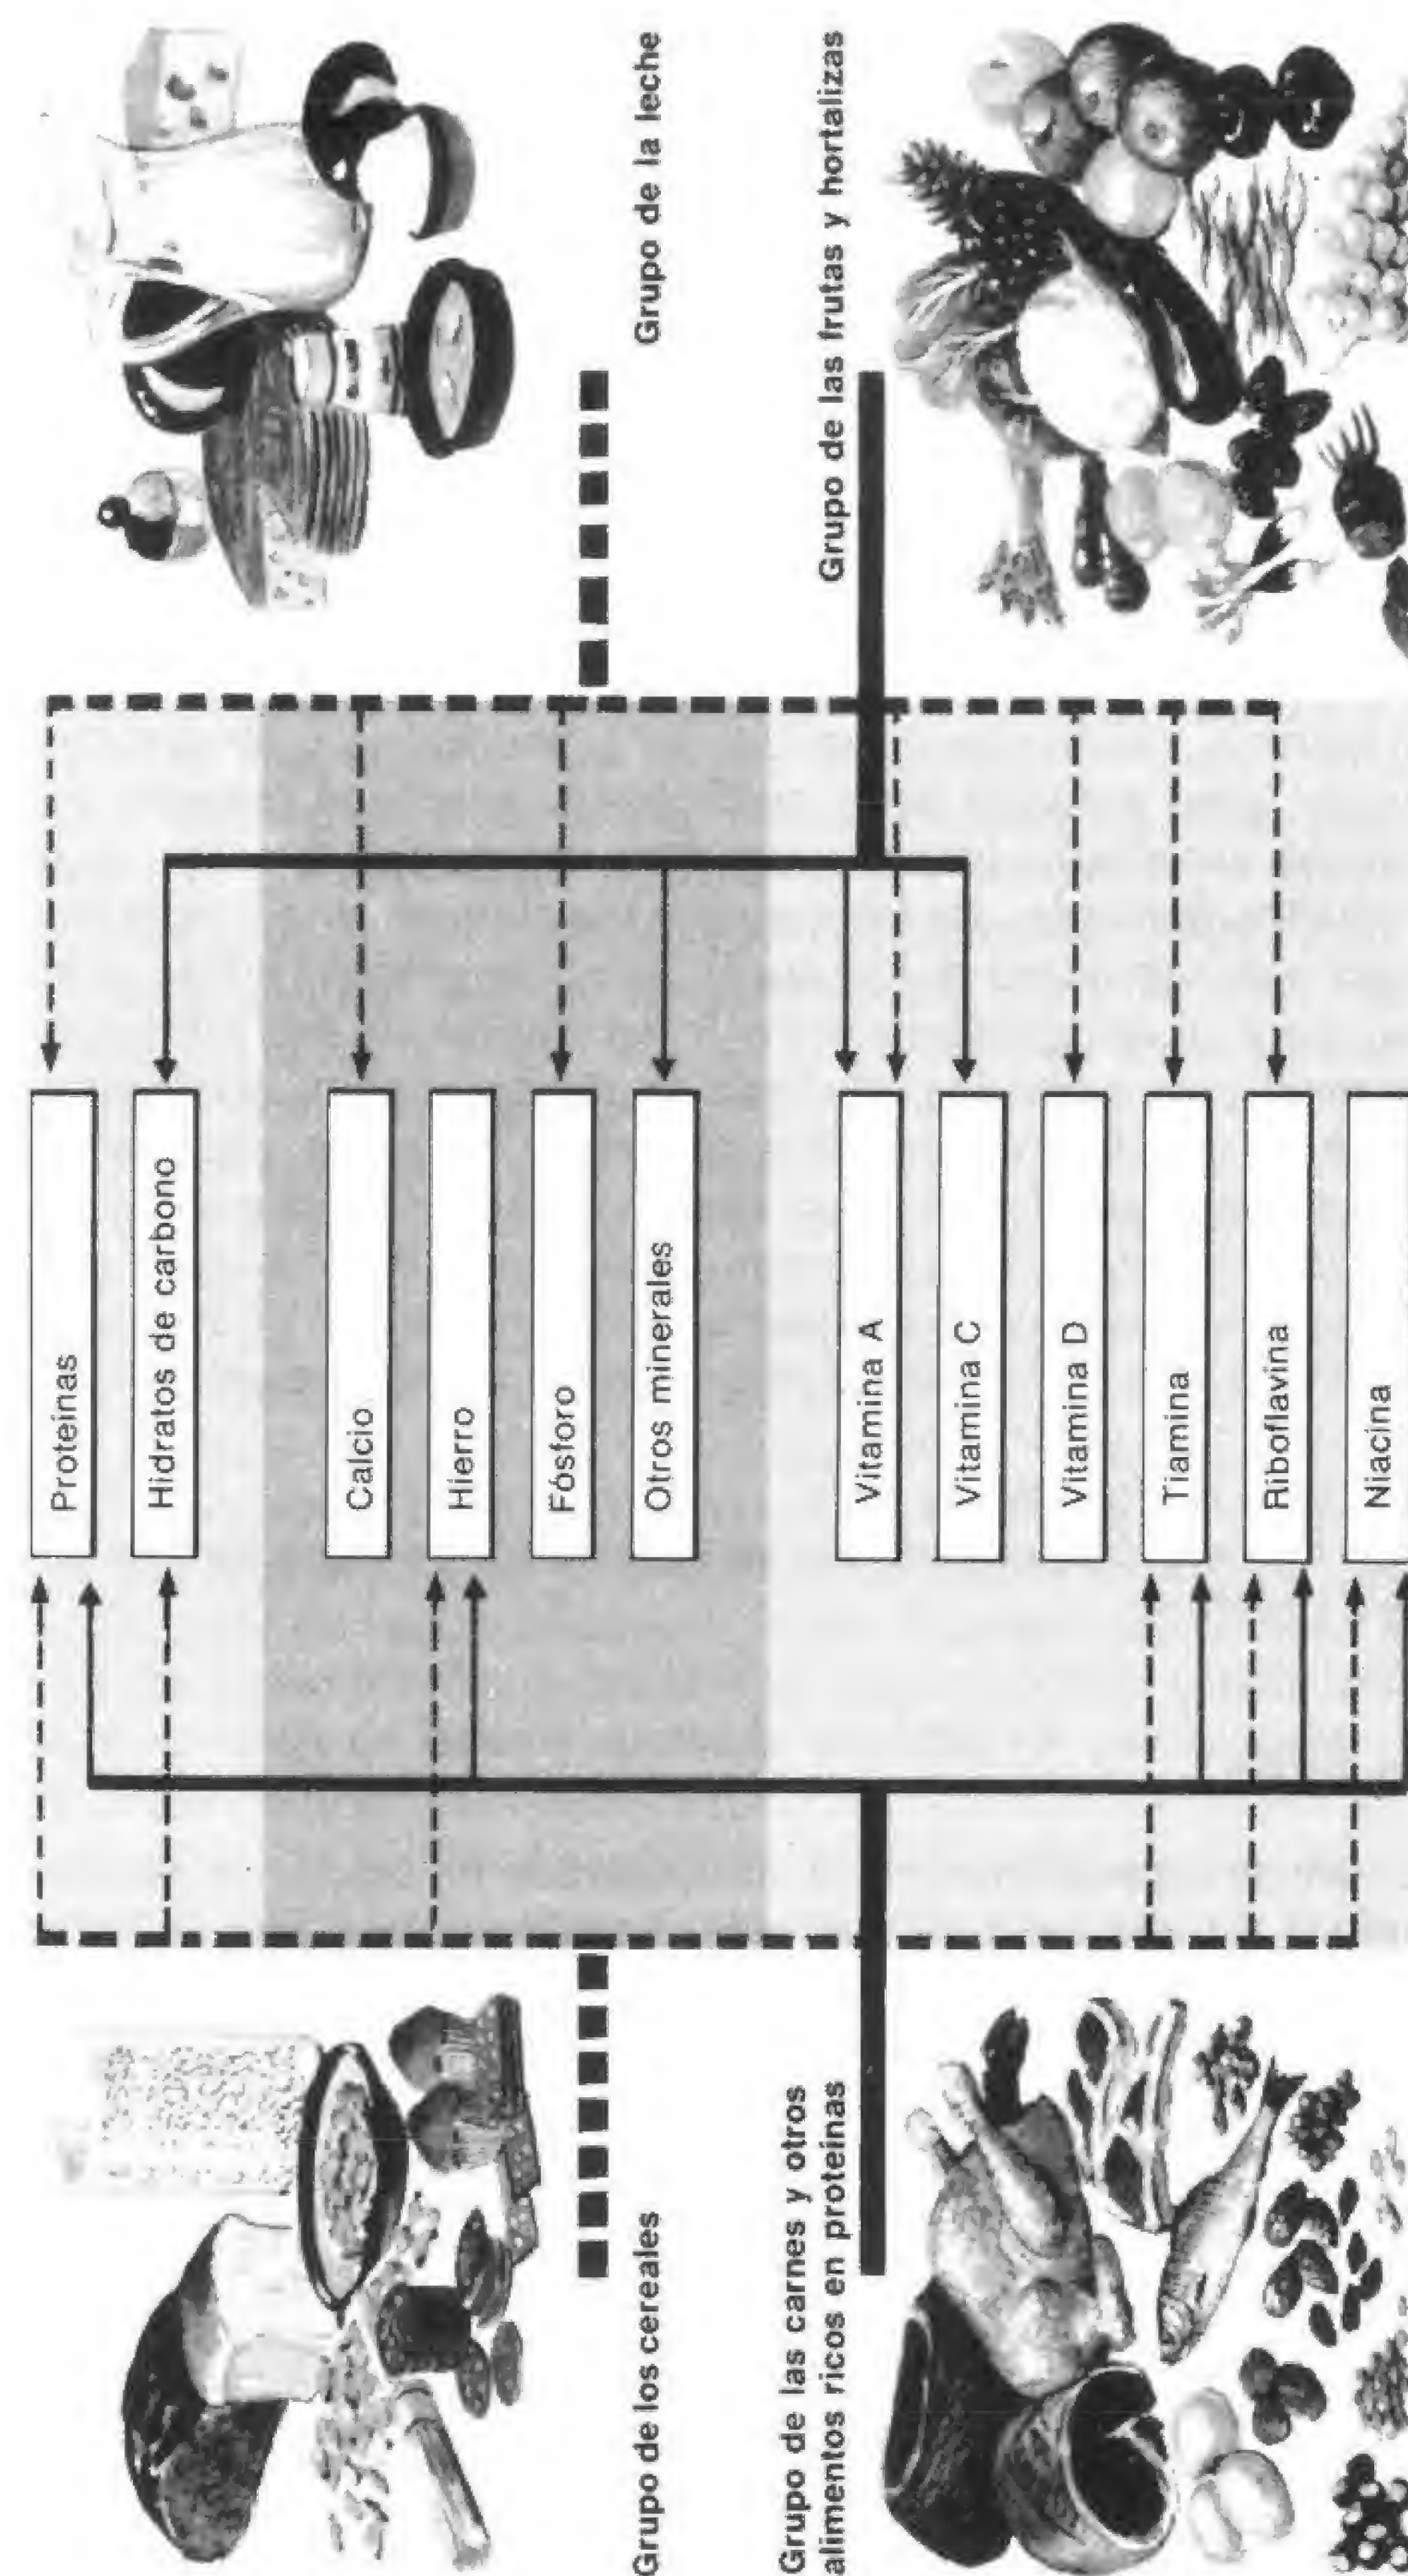 Grupo de los cereales
Grupo de las carnes y otros
alimentos ricos en proteínas
Proteínas
Hidratos de carbono
Calcio
Hierro
Fósforo
Otros minerales
Vitamina A
Vitamina C
Vitamina D
Tiamina
Riboflavina
Niacina
Grupo de la leche
Grupo de las frutas y hortalizas